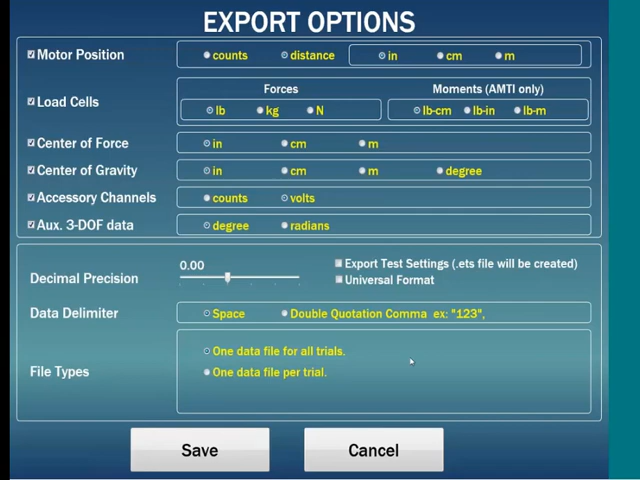 EXPORT OPTIONS
Motor Position counts distance in cm m
Forces Moments (AMTI only)
Load Cells lb kg N lb-cm lb-in lb-m
Center of Force in cm m
Center of Gravity in cm m degree
Accessory Channels counts volts
Aux. 3-DOF data degree radians
0.00 Export Test Settings (.ets file will be created)
Decimal Precision Universal Format
Data Delimiter Space Double Quotation Comma ex: "123",
One data file for all trials.
File Types One data file per trial.
Save Cancel